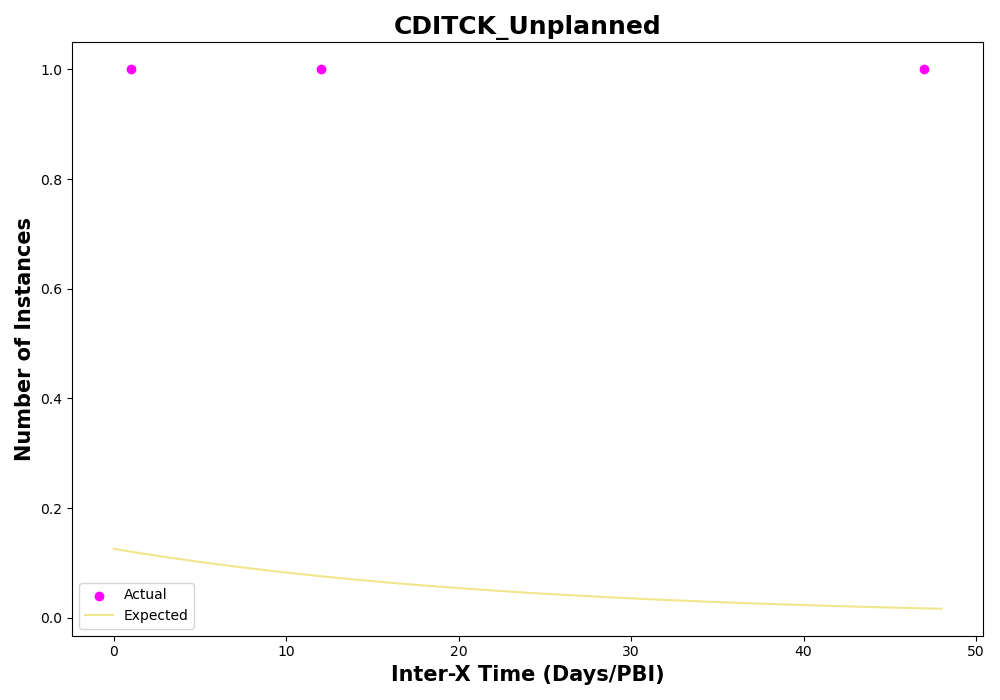 CDITCK_Unplanned
Number of Instances
1.0
0.8
0.6
0.4
0.2
0.0
Actual
Expected
0
10
20
30
40
50
Inter-X Time (Days/PBI)